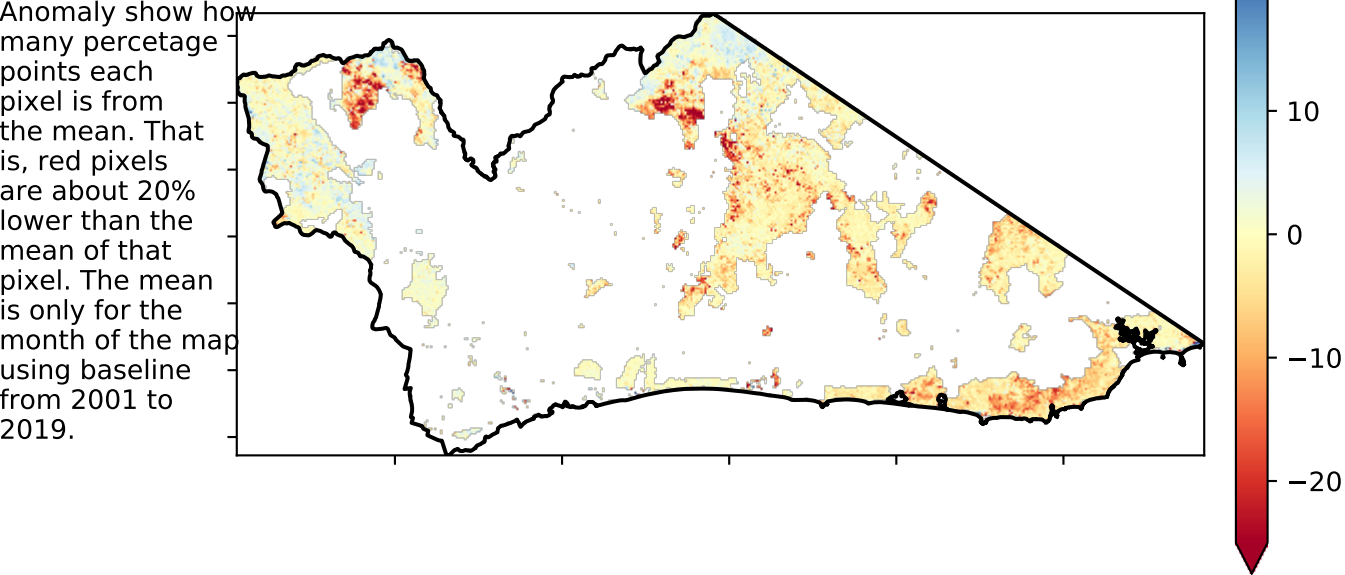 Anomaly show how
many percetage
points each
pixel is from
the mean. That
is, red pixels
are about 20%
lower than the
mean of that
pixel. The mean
is only for the
month of the map
using baseline
from 2001 to
2019.
10
0
−10
−20